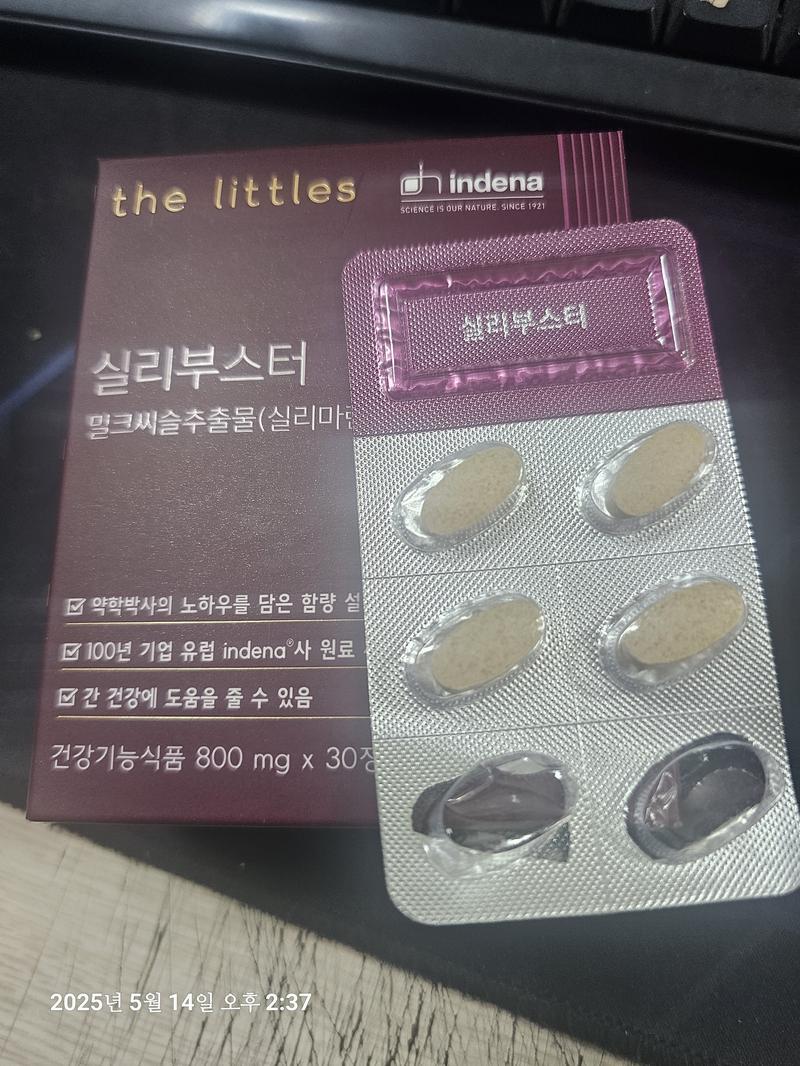 the littles
indena
SCIENCE IS OUR NATURE. SINCE 1921
실리부스터
실리부스터
밀크씨슬추출물(실리마
약학박사의 노하우를 담은 함량 설
100년 기업 유럽 indena®사 원료
간 건강에 도움을 줄 수 있음
건강기능식품 800 mg x 30정
2025년 5월 14일 오후 2:37